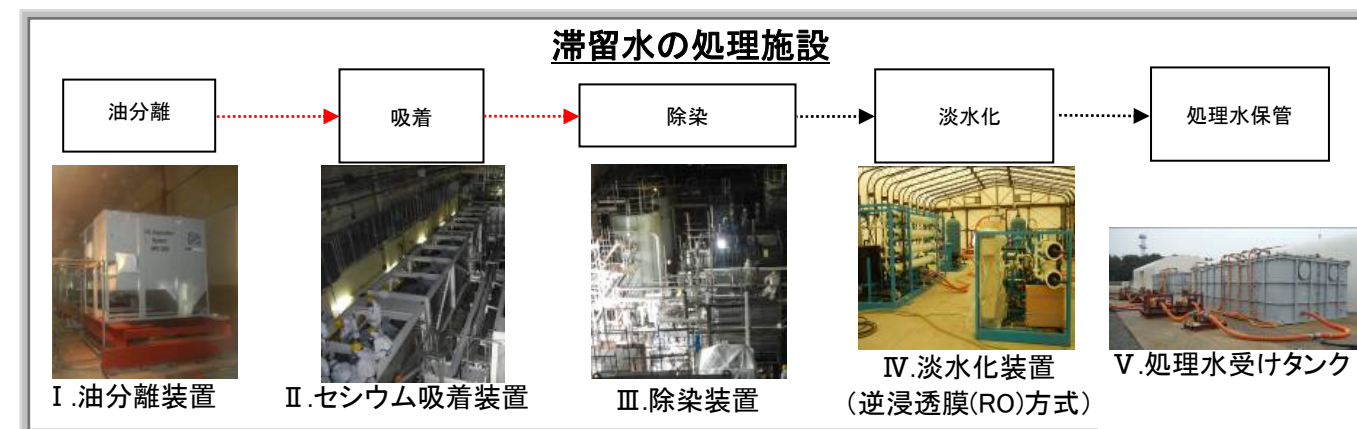 滞留水の処理施設
油分離
吸着
除染
淡水化
処理水保管
Ⅰ.油分離装置
Ⅱ.セシウム吸着装置
Ⅲ.除染装置
Ⅳ.淡水化装置
(逆浸透膜(RO)方式)
Ⅴ.処理水受けタンク